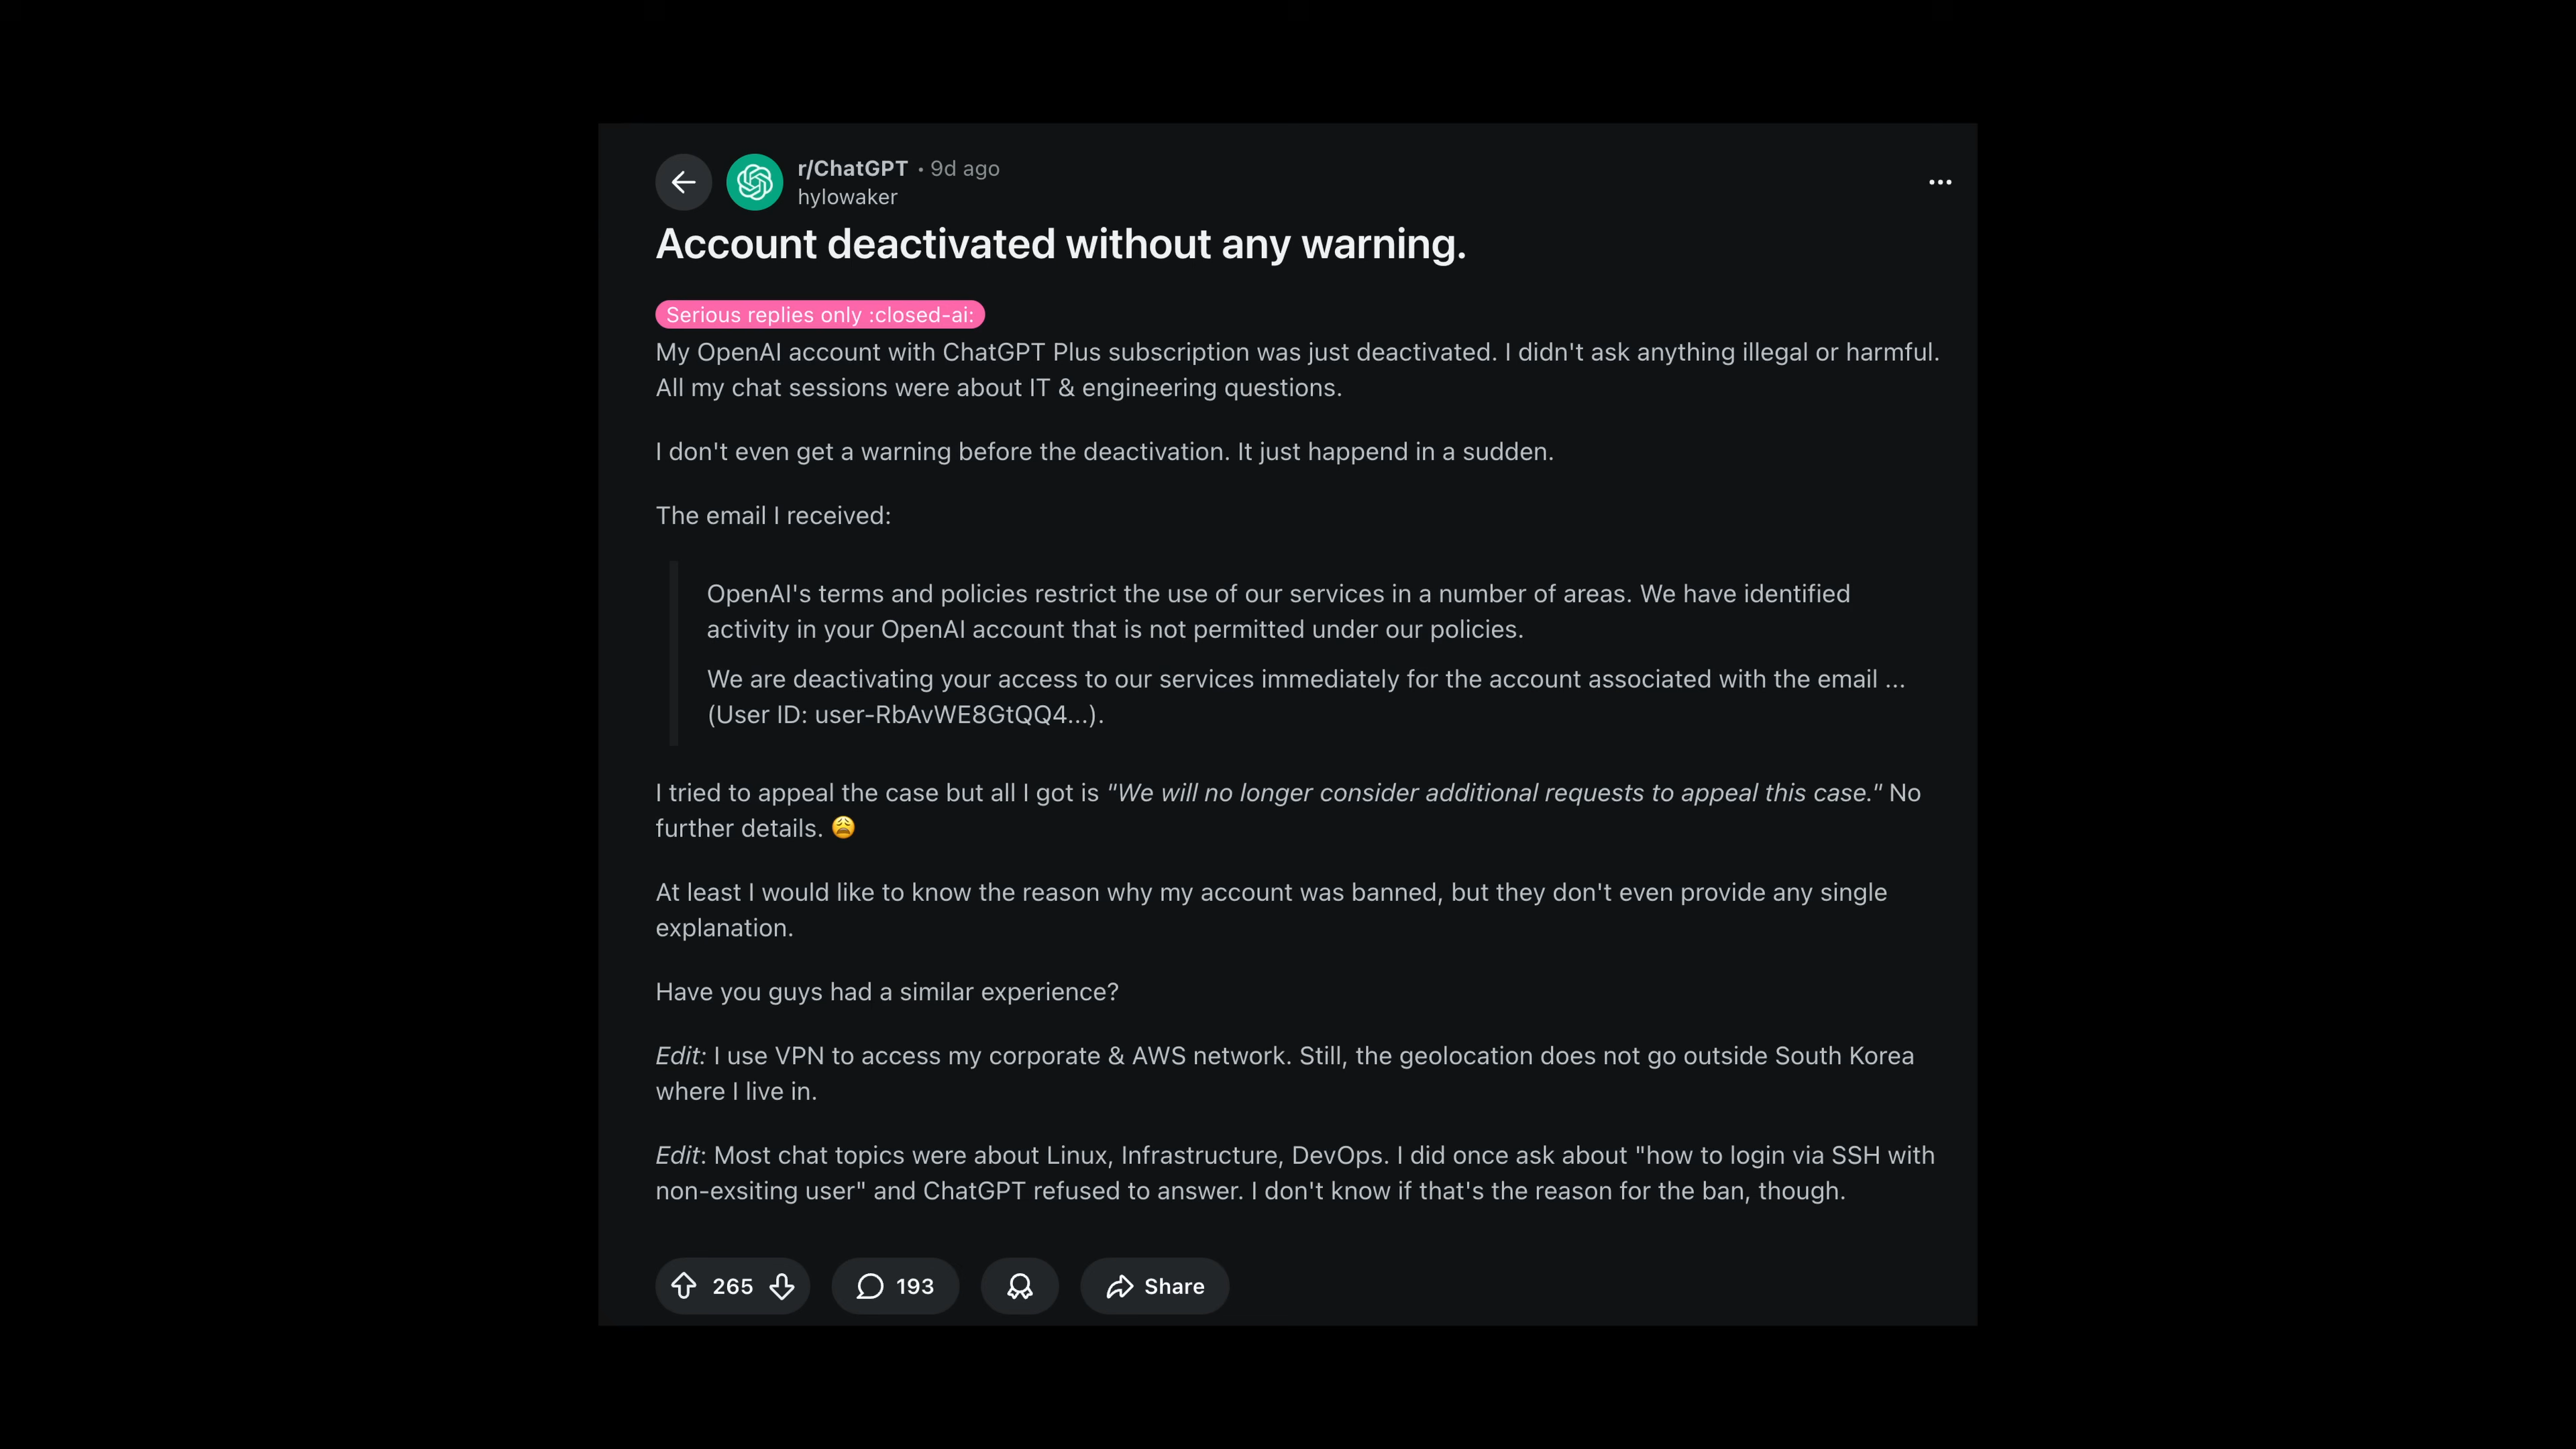 r/ChatGPT • 9d ago
hylowaker
Account deactivated without any warning.
Serious replies only :closed-ai:
My OpenAI account with ChatGPT Plus subscription was just deactivated. I didn't ask anything illegal or harmful.
All my chat sessions were about IT & engineering questions.
I don't even get a warning before the deactivation. It just happend in a sudden.
The email I received:
OpenAI's terms and policies restrict the use of our services in a number of areas. We have identified
activity in your OpenAI account that is not permitted under our policies.
We are deactivating your access to our services immediately for the account associated with the email ...
(User ID: user-RbAvWE8GtQQ4...).
I tried to appeal the case but all I got is "We will no longer consider additional requests to appeal this case." No
further details. 😩
At least I would like to know the reason why my account was banned, but they don't even provide any single
explanation.
Have you guys had a similar experience?
Edit: I use VPN to access my corporate & AWS network. Still, the geolocation does not go outside South Korea
where I live in.
Edit: Most chat topics were about Linux, Infrastructure, DevOps. I did once ask about "how to login via SSH with
non-exsiting user" and ChatGPT refused to answer. I don't know if that's the reason for the ban, though.
265 193 Share